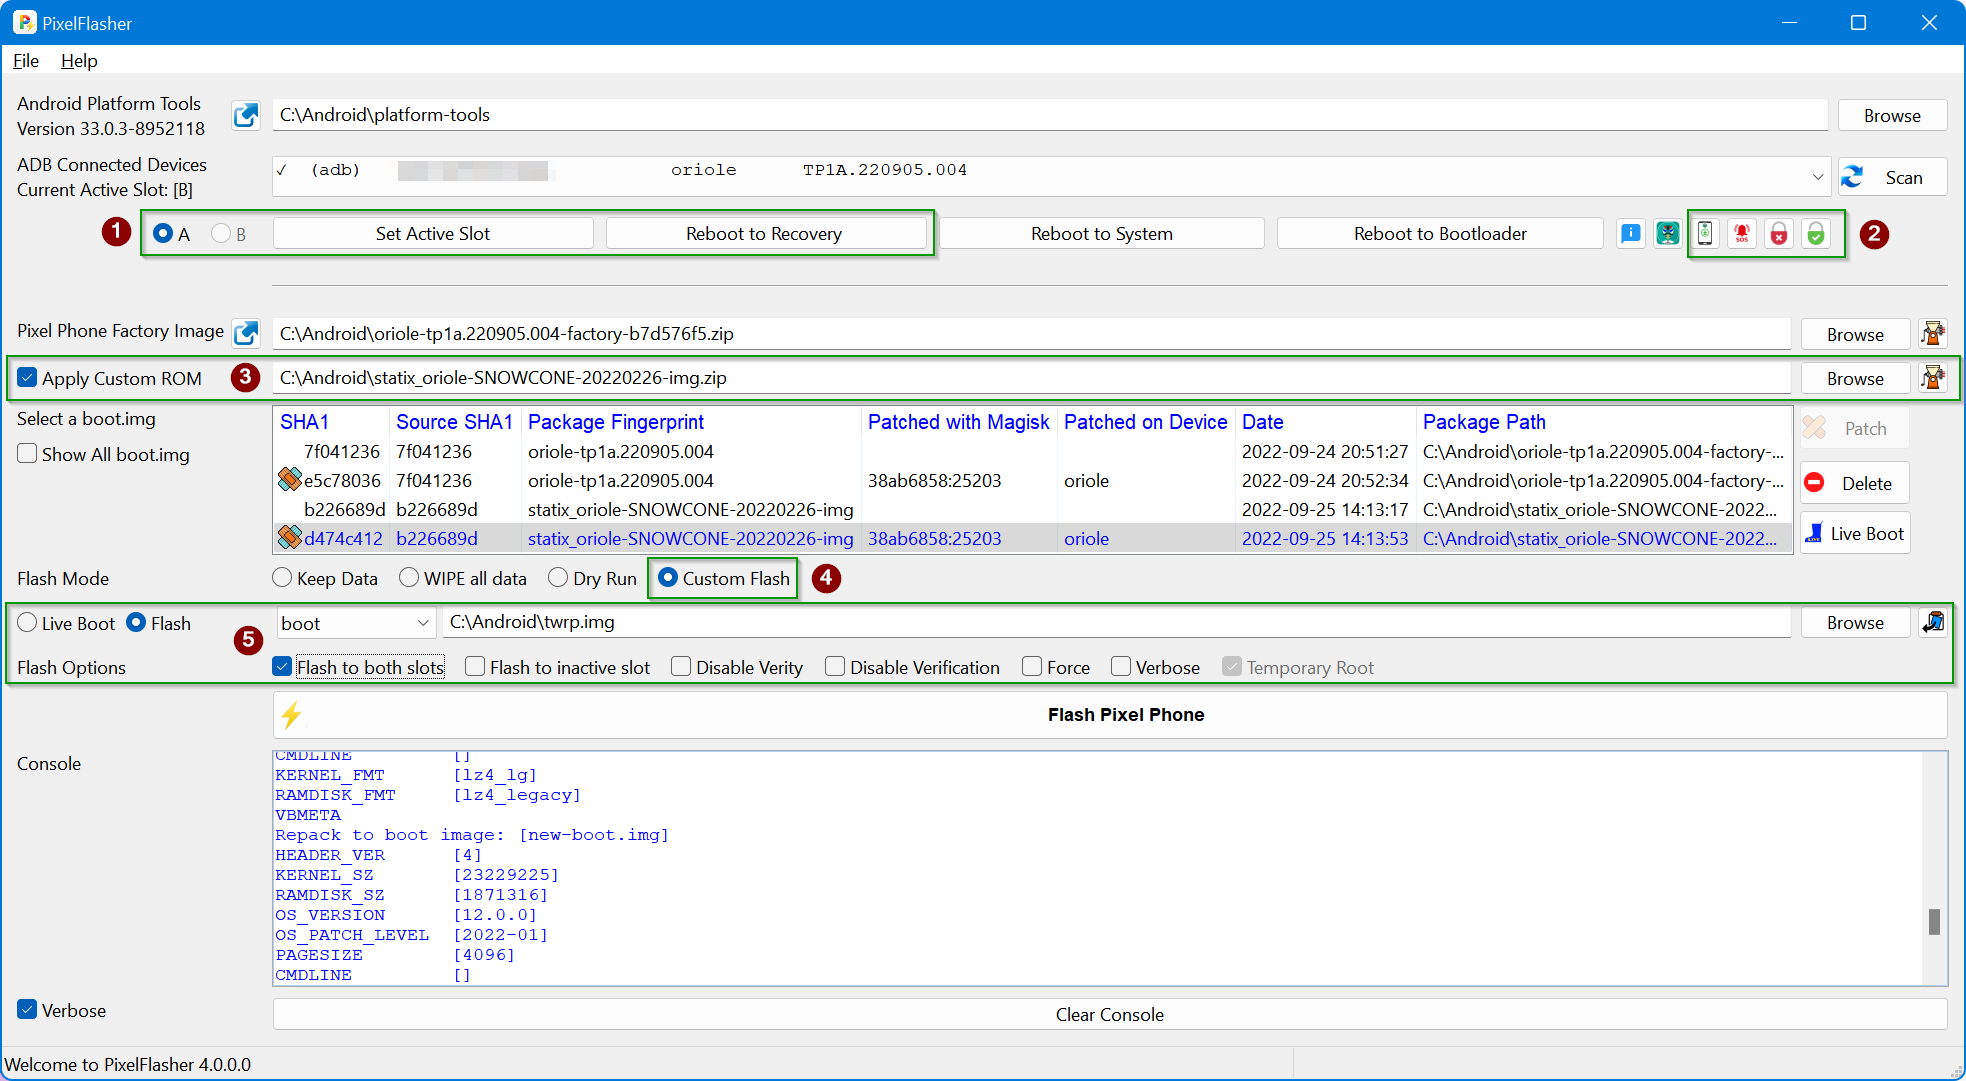 PixelFlasher
File Help
Android Platform Tools
Version 33.0.3-8952118
C:\Android\platform-tools
Browse
ADB Connected Devices
Current Active Slot: [B]
✓ (adb) oriole TP1A.220905.004
Scan
1 A B Set Active Slot Reboot to Recovery Reboot to System Reboot to Bootloader i SOS 2
Pixel Phone Factory Image C:\Android\oriole-tp1a.220905.004-factory-b7d576f5.zip Browse
Apply Custom ROM 3 C:\Android\statix_oriole-SNOWCONE-20220226-img.zip Browse
Select a boot.img
Show All boot.img
SHA1 Source SHA1 Package Fingerprint Patched with Magisk Patched on Device Date Package Path
7f041236 7f041236 oriole-tp1a.220905.004 2022-09-24 20:51:27 C:\Android\oriole-tp1a.220905.004-factory-...
e5c78036 7f041236 oriole-tp1a.220905.004 38ab6858:25203 oriole 2022-09-24 20:52:34 C:\Android\oriole-tp1a.220905.004-factory-...
b226689d b226689d statix_oriole-SNOWCONE-20220226-img 2022-09-25 14:13:17 C:\Android\statix_oriole-SNOWCONE-2022...
d474c412 b226689d statix_oriole-SNOWCONE-20220226-img 38ab6858:25203 oriole 2022-09-25 14:13:53 C:\Android\statix_oriole-SNOWCONE-2022...
Patch
Delete
Live Boot
Flash Mode Keep Data WIPE all data Dry Run Custom Flash 4
Live Boot Flash boot C:\Android\twrp.img Browse
5
Flash Options Flash to both slots Flash to inactive slot Disable Verity Disable Verification Force Verbose Temporary Root
Flash Pixel Phone
Console
CMDLINE []
KERNEL_FMT [lz4_lg]
RAMDISK_FMT [lz4_legacy]
VBMETA
Repack to boot image: [new-boot.img]
HEADER_VER [4]
KERNEL_SZ [23229225]
RAMDISK_SZ [1871316]
OS_VERSION [12.0.0]
OS_PATCH_LEVEL [2022-01]
PAGESIZE [4096]
CMDLINE []
Verbose
Clear Console
Welcome to PixelFlasher 4.0.0.0